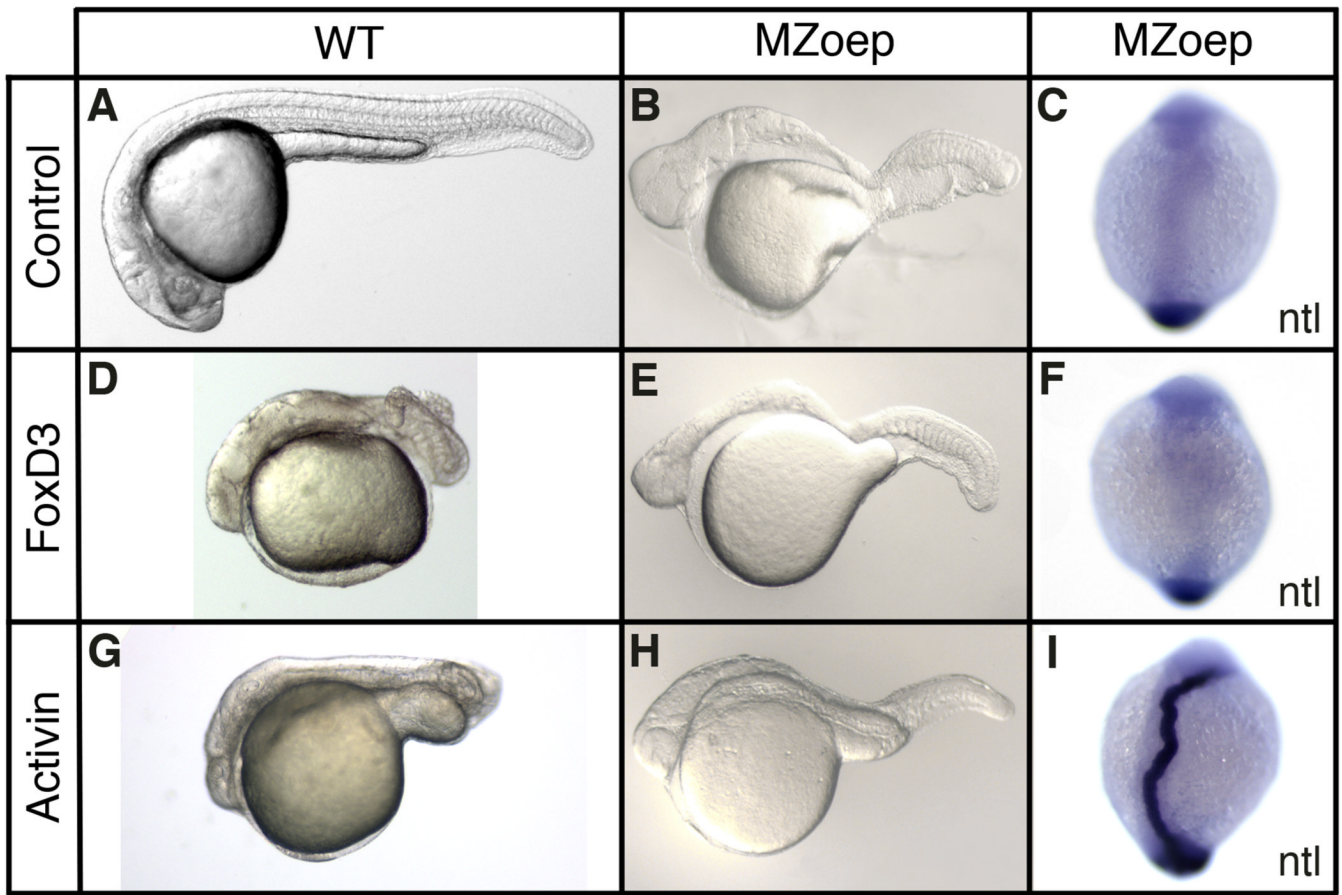 WT MZoep MZoep
Control A B C ntl
FoxD3 D E F ntl
Activin G H I ntl